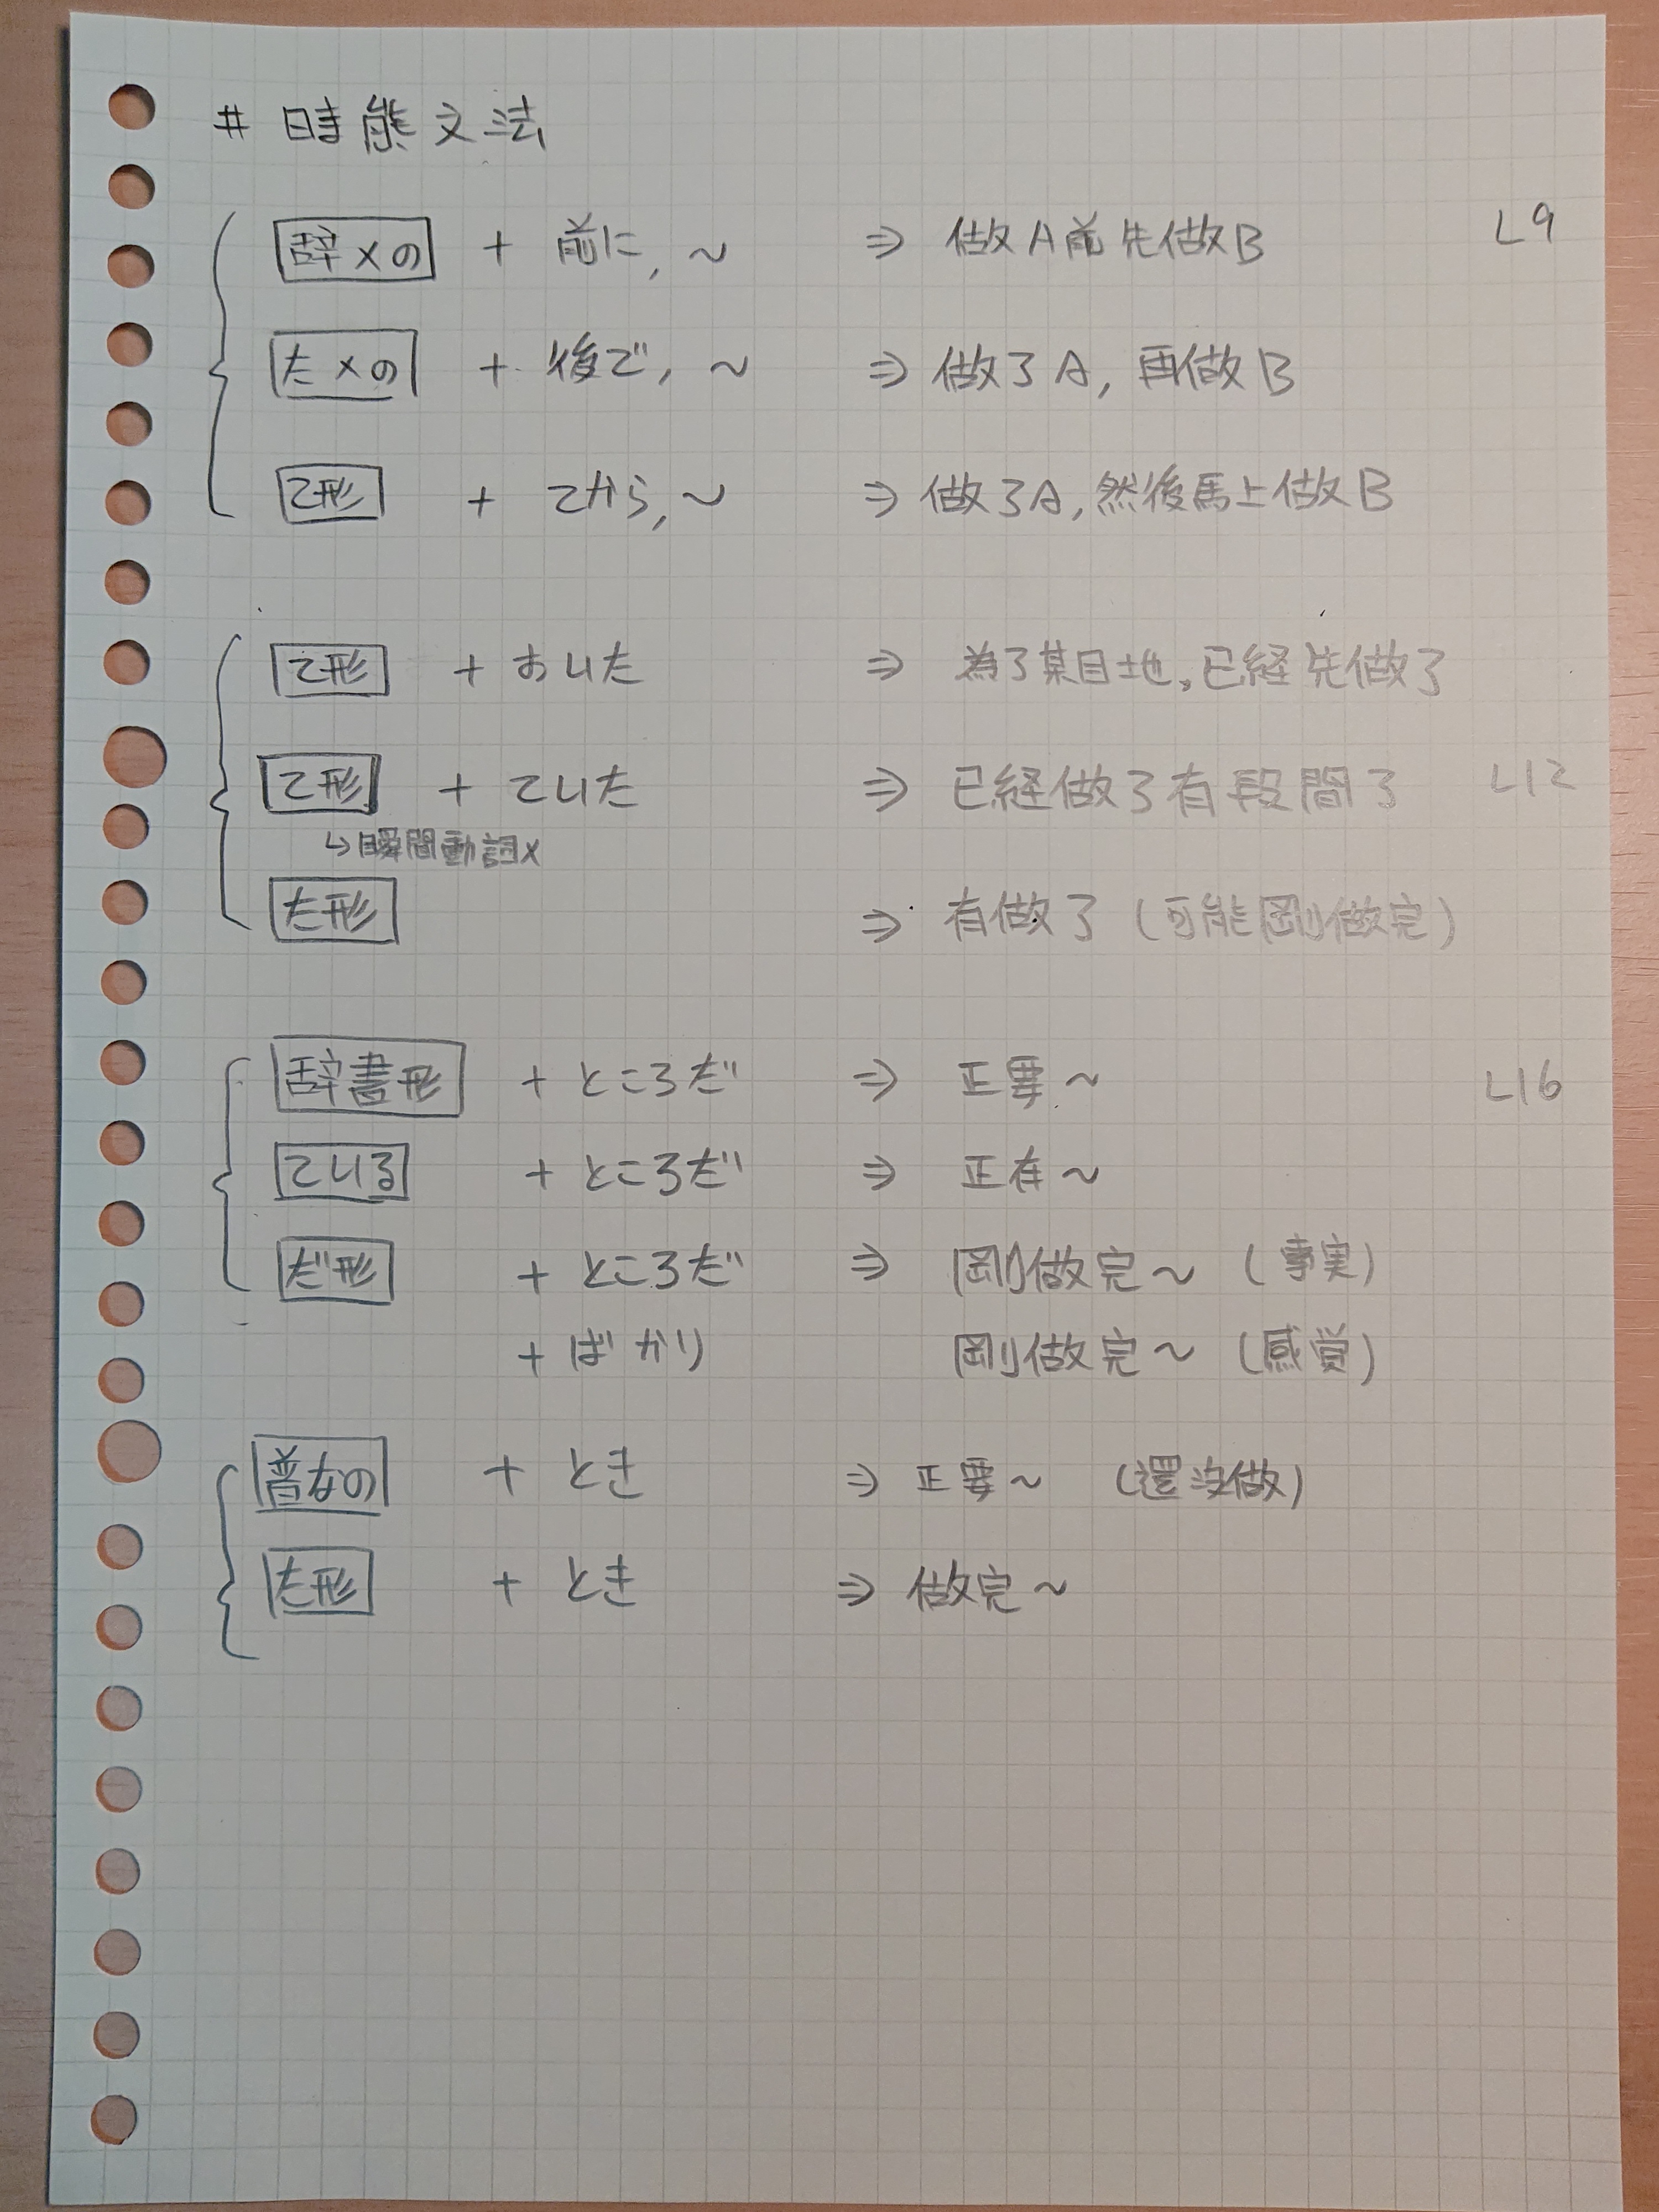 # 時態文法
辞×の + 前に, ~ ⇒ 做A前先做B L9
た×の + 後で, ~ ⇒ 做了A, 再做B
て形 + てから, ~ ⇒ 做了A, 然後馬上做B
て形 + おいた ⇒ 為了某目地, 已経先做了
て形 + ていた ⇒ 已経做了有段間了 L12
↳ 瞬間動詞×
た形 ⇒ 有做了 (可能剛做完)
辞書形 + ところだ ⇒ 正要~ L16
ている + ところだ ⇒ 正在~
だ形 + ところだ ⇒ 剛做完~ (事実)
+ ばかり 剛做完~ (感覚)
普なの + とき ⇒ 正要~ (還没做)
た形 + とき ⇒ 做完~